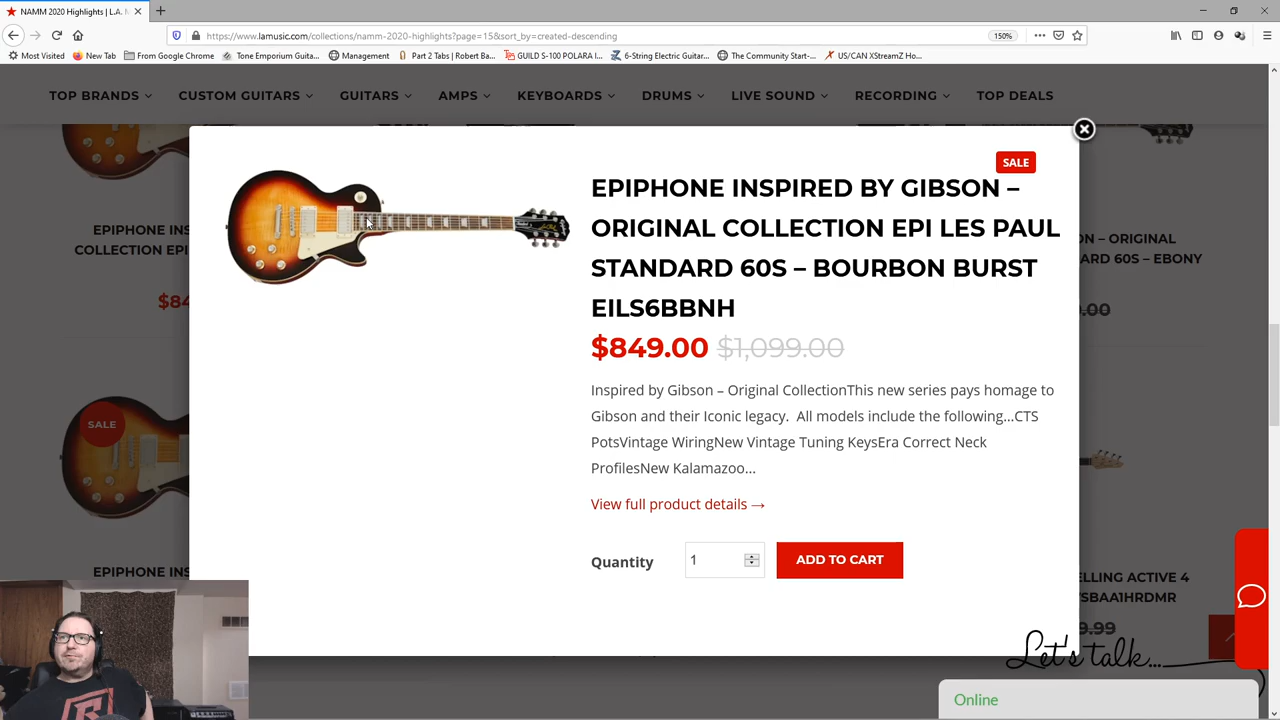 NAMM 2020 Highlights | L.A. M
https://www.lamusic.com/collections/namm-2020-highlights?page=15&sort_by=created-descending
150%
Most Visited
New Tab
From Google Chrome
Tone Emporium Guita...
Management
Part 2 Tabs | Robert Ba...
GUILD S-100 POLARA I...
6-String Electric Guitar...
The Community Start-...
US/CAN XStreamZ Ho...
TOP BRANDS
CUSTOM GUITARS
GUITARS
AMPS
KEYBOARDS
DRUMS
LIVE SOUND
RECORDING
TOP DEALS
SALE
EPIPHONE INSPIRED BY GIBSON –
ORIGINAL COLLECTION EPI LES PAUL
STANDARD 60S – BOURBON BURST
EILS6BBNH
$849.00 $1,099.00
Inspired by Gibson – Original CollectionThis new series pays homage to
Gibson and their Iconic legacy.  All models include the following...CTS
PotsVintage WiringNew Vintage Tuning KeysEra Correct Neck
ProfilesNew Kalamazoo...
View full product details →
Quantity
1
ADD TO CART
EPIPHONE INS
COLLECTION EPI
$84
SALE
EPIPHONE INS
ON – ORIGINAL
STANDARD 60S – EBONY
.00
ELLING ACTIVE 4
/SBAA1HRDMR
9.99
Let's talk...
Online